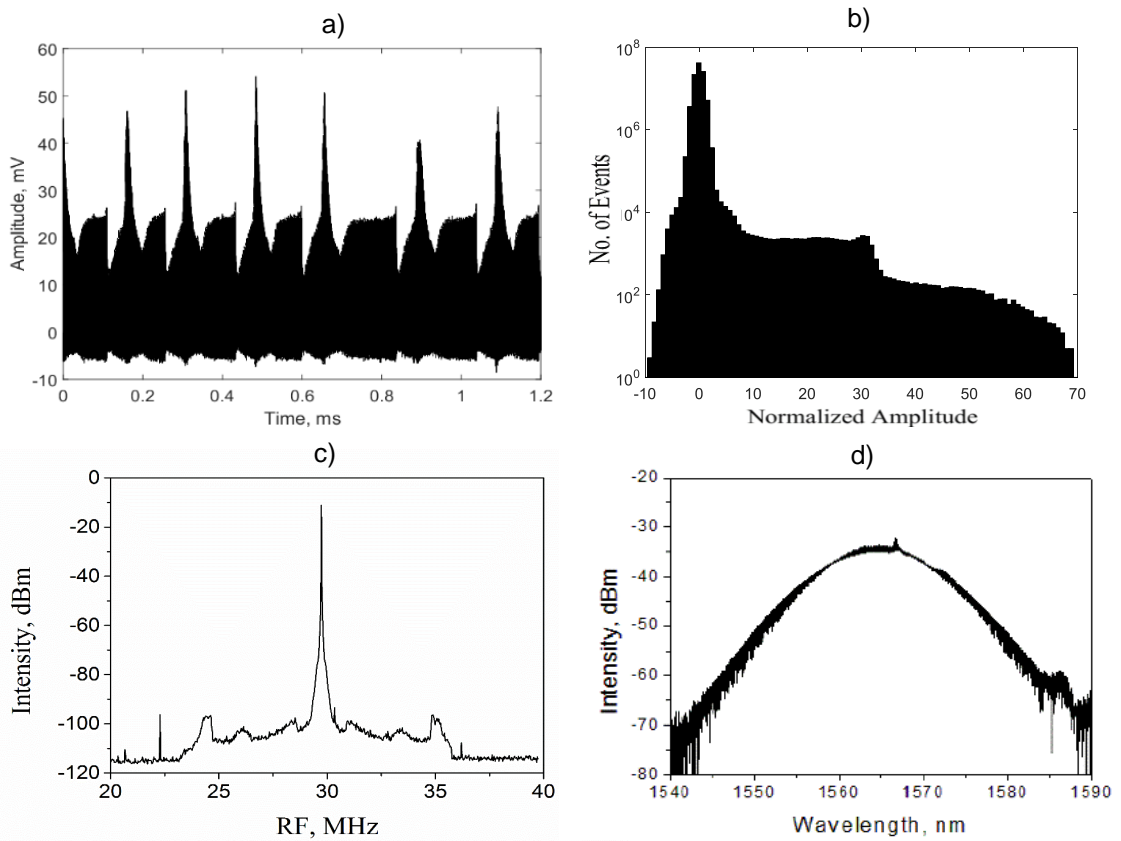 a)
60
50
40
30
20
10
0
-10
Amplitude, mV
0 0.2 0.4 0.6 0.8 1 1.2
Time, ms
b)
10^8
10^6
10^4
10^2
10^0
No. of Events
-10 0 10 20 30 40 50 60 70
Normalized Amplitude
c)
0
-20
-40
-60
-80
-100
-120
Intensity, dBm
20 25 30 35 40
RF, MHz
d)
-20
-30
-40
-50
-60
-70
-80
Intensity, dBm
1540 1550 1560 1570 1580 1590
Wavelength, nm